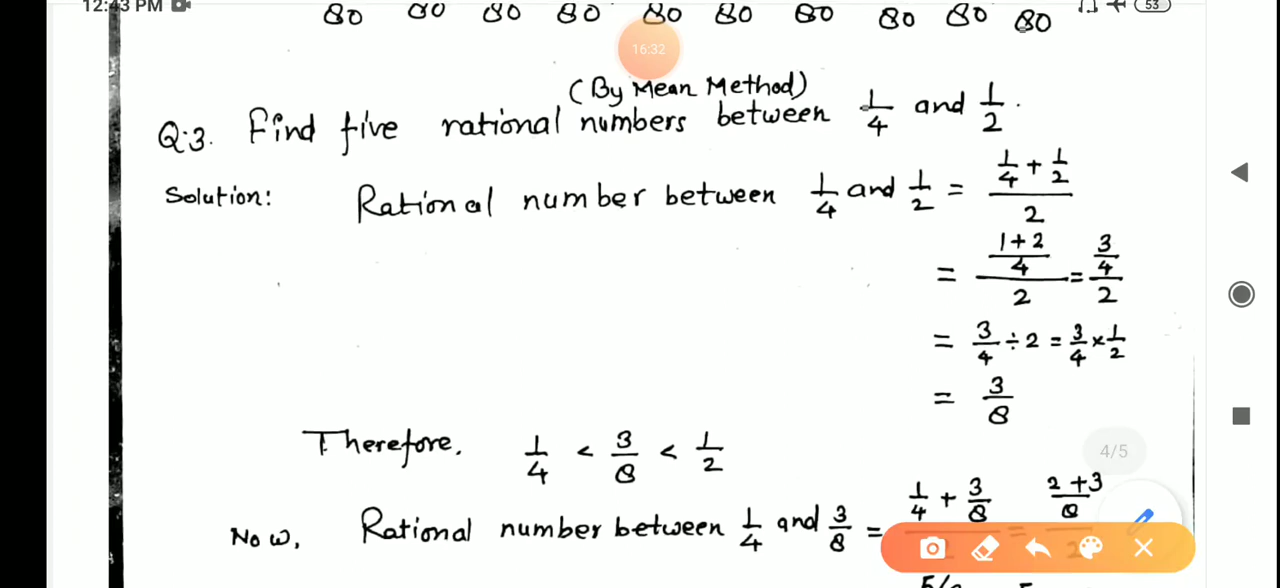 12:43 PM
53
80 80 80 80 80 80 80 80 80 80
16:32
(By Mean Method)
Q.3. Find five rational numbers between 1/4 and 1/2.
Solution: Rational number between 1/4 and 1/2 = (1/4 + 1/2)/2
= ((1+2)/4)/2 = (3/4)/2
= 3/4 ÷ 2 = 3/4 × 1/2
= 3/8
Therefore, 1/4 < 3/8 < 1/2
4/5
Now, Rational number between 1/4 and 3/8 = (1/4 + 3/8)/2 = ((2+3)/8)/2